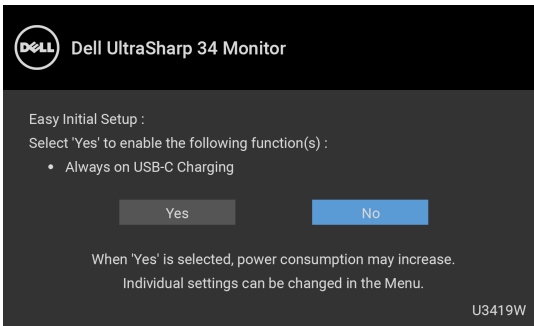 DELL
Dell UltraSharp 34 Monitor
Easy Initial Setup :
Select 'Yes' to enable the following function(s) :
• Always on USB-C Charging
Yes No
When 'Yes' is selected, power consumption may increase.
Individual settings can be changed in the Menu.
U3419W